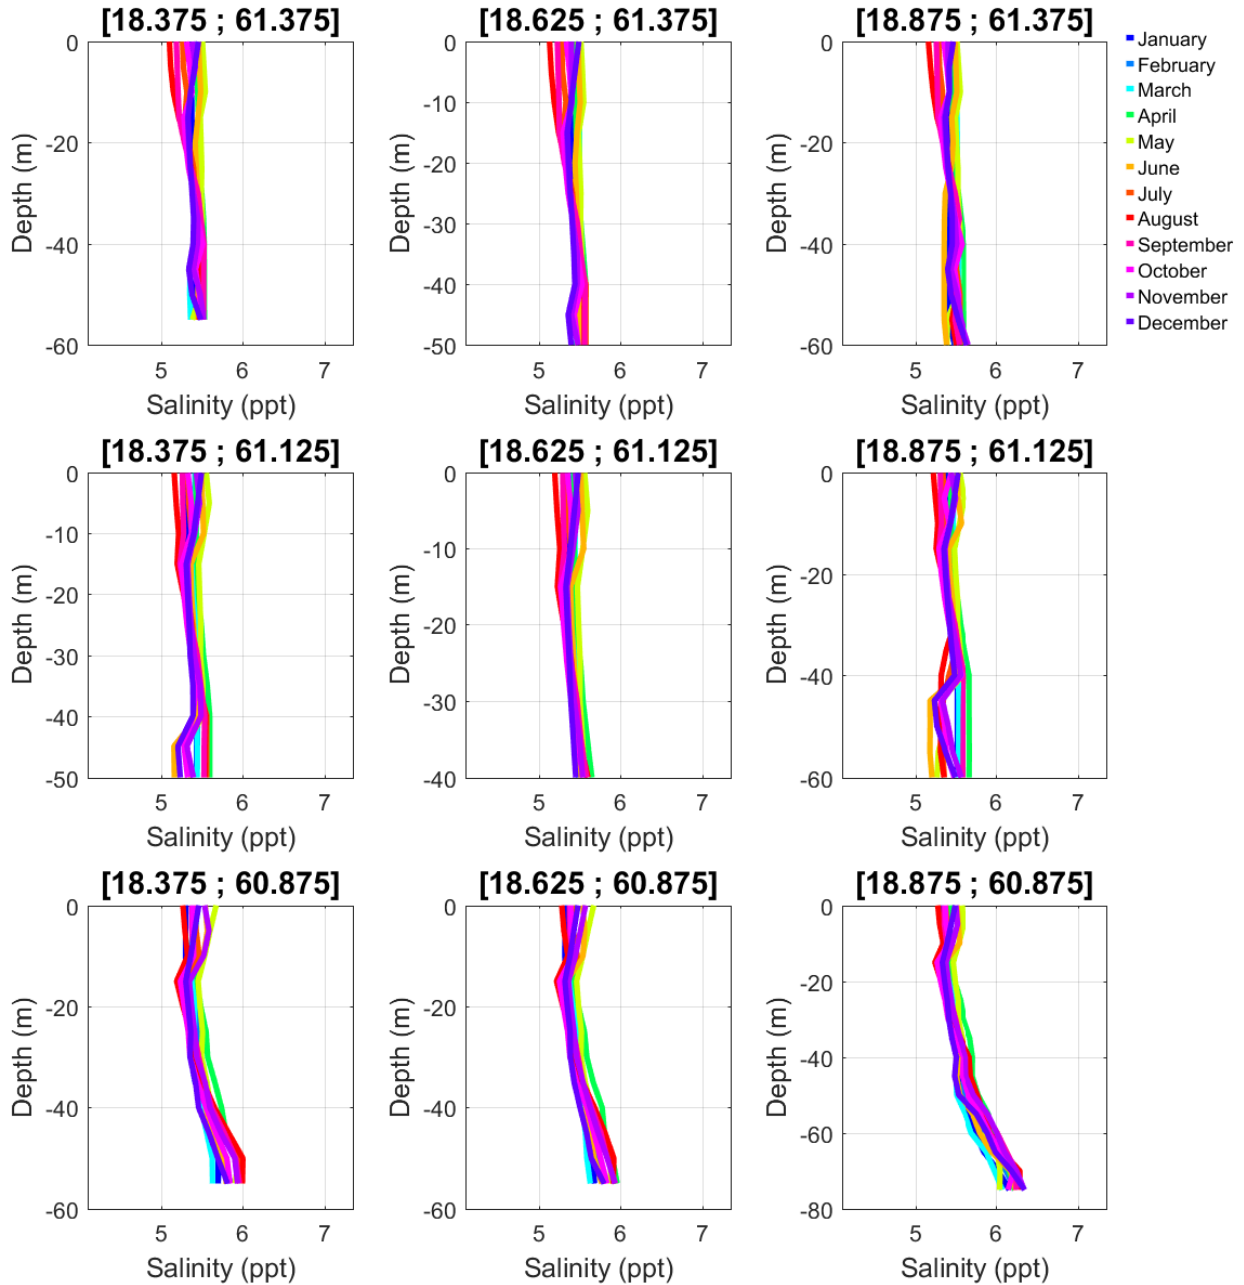 [18.375 ; 61.375]
0
-20
-40
-60
Depth (m)
5 6 7
Salinity (ppt)
[18.625 ; 61.375]
0
-10
-20
-30
-40
-50
Depth (m)
5 6 7
Salinity (ppt)
[18.875 ; 61.375]
0
-20
-40
-60
Depth (m)
5 6 7
Salinity (ppt)
January
February
March
April
May
June
July
August
September
October
November
December
[18.375 ; 61.125]
0
-10
-20
-30
-40
-50
Depth (m)
5 6 7
Salinity (ppt)
[18.625 ; 61.125]
0
-10
-20
-30
-40
Depth (m)
5 6 7
Salinity (ppt)
[18.875 ; 61.125]
0
-20
-40
-60
Depth (m)
5 6 7
Salinity (ppt)
[18.375 ; 60.875]
0
-20
-40
-60
Depth (m)
5 6 7
Salinity (ppt)
[18.625 ; 60.875]
0
-20
-40
-60
Depth (m)
5 6 7
Salinity (ppt)
[18.875 ; 60.875]
0
-20
-40
-60
-80
Depth (m)
5 6 7
Salinity (ppt)